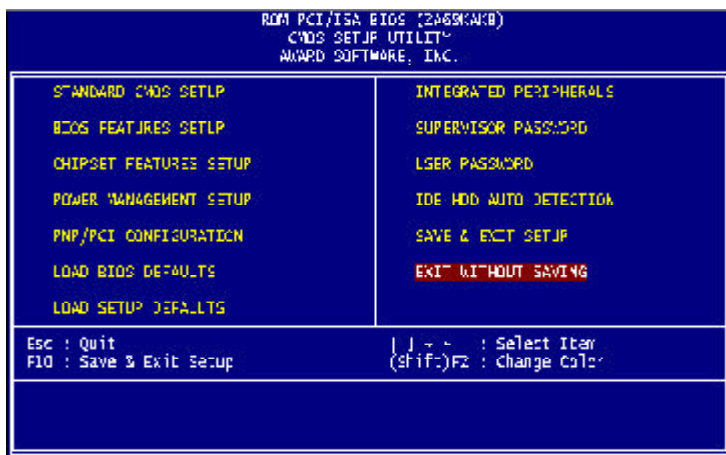 ROM PCI/ISA BIOS (2A69KAKB)
CMOS SETUP UTILITY
AWARD SOFTWARE, INC.
STANDARD CMOS SETUP
BIOS FEATURES SETUP
CHIPSET FEATURES SETUP
POWER MANAGEMENT SETUP
PNP/PCI CONFIGURATION
LOAD BIOS DEFAULTS
LOAD SETUP DEFAULTS
INTEGRATED PERIPHERALS
SUPERVISOR PASSWORD
USER PASSWORD
IDE HDD AUTO DETECTION
SAVE & EXIT SETUP
EXIT WITHOUT SAVING
Esc : Quit
F10 : Save & Exit Setup
: Select Item
(Shift)F2 : Change Color